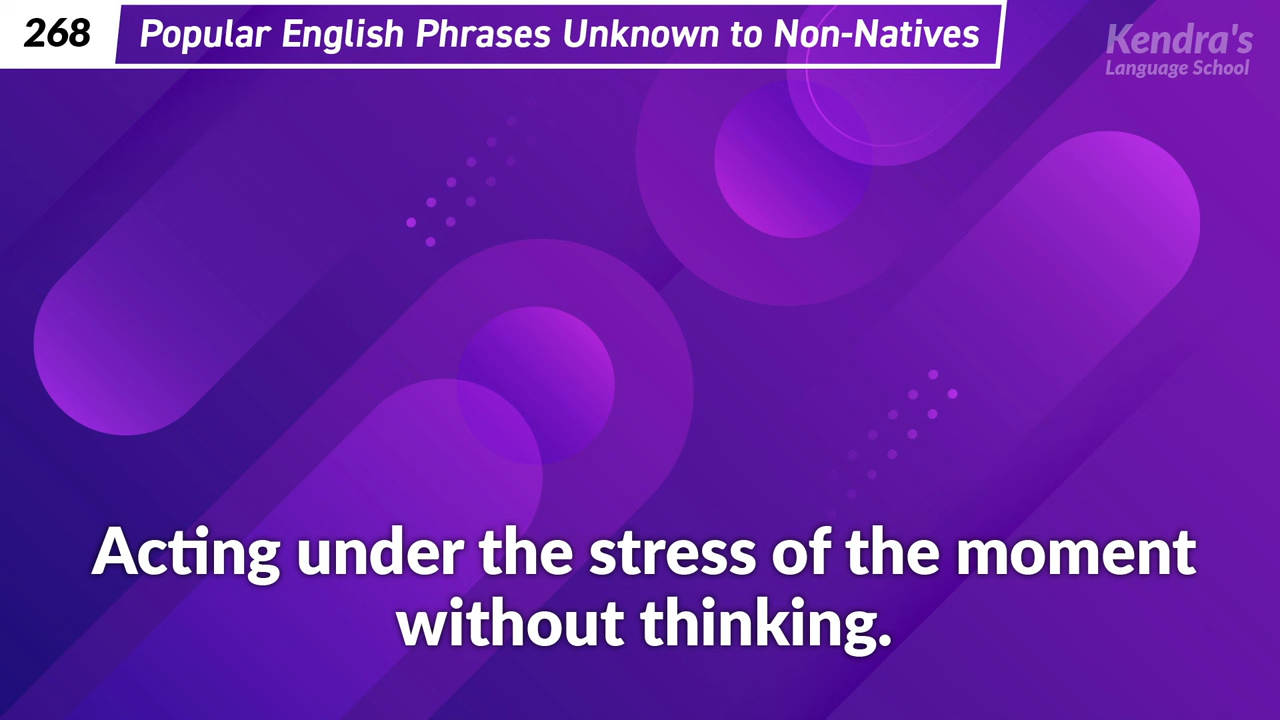 268 Popular English Phrases Unknown to Non-Natives
Kendra's
Language School
Acting under the stress of the moment
without thinking.